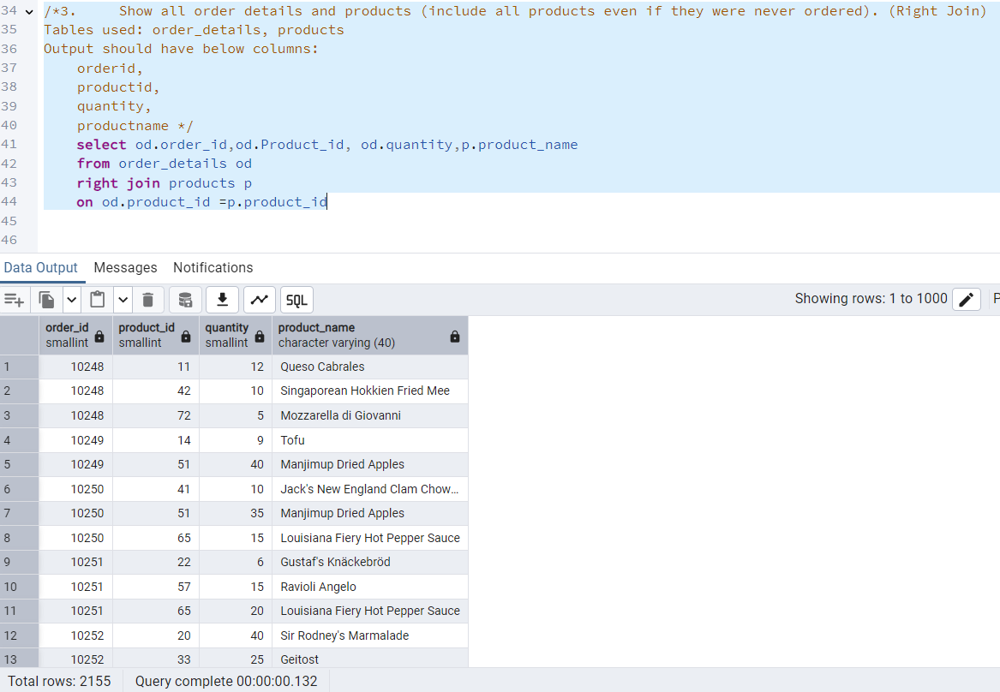 34 /*3. Show all order details and products (include all products even if they were never ordered). (Right Join)
35 Tables used: order_details, products
36 Output should have below columns:
37 orderid,
38 productid,
39 quantity,
40 productname */
41 select od.order_id,od.Product_id, od.quantity,p.product_name
42 from order_details od
43 right join products p
44 on od.product_id =p.product_id
45
46
Data Output Messages Notifications
SQL Showing rows: 1 to 1000 P
order_id product_id quantity product_name
smallint smallint smallint character varying (40)
1 10248 11 12 Queso Cabrales
2 10248 42 10 Singaporean Hokkien Fried Mee
3 10248 72 5 Mozzarella di Giovanni
4 10249 14 9 Tofu
5 10249 51 40 Manjimup Dried Apples
6 10250 41 10 Jack's New England Clam Chow...
7 10250 51 35 Manjimup Dried Apples
8 10250 65 15 Louisiana Fiery Hot Pepper Sauce
9 10251 22 6 Gustaf's Knäckebröd
10 10251 57 15 Ravioli Angelo
11 10251 65 20 Louisiana Fiery Hot Pepper Sauce
12 10252 20 40 Sir Rodney's Marmalade
13 10252 33 25 Geitost
Total rows: 2155 Query complete 00:00:00.132